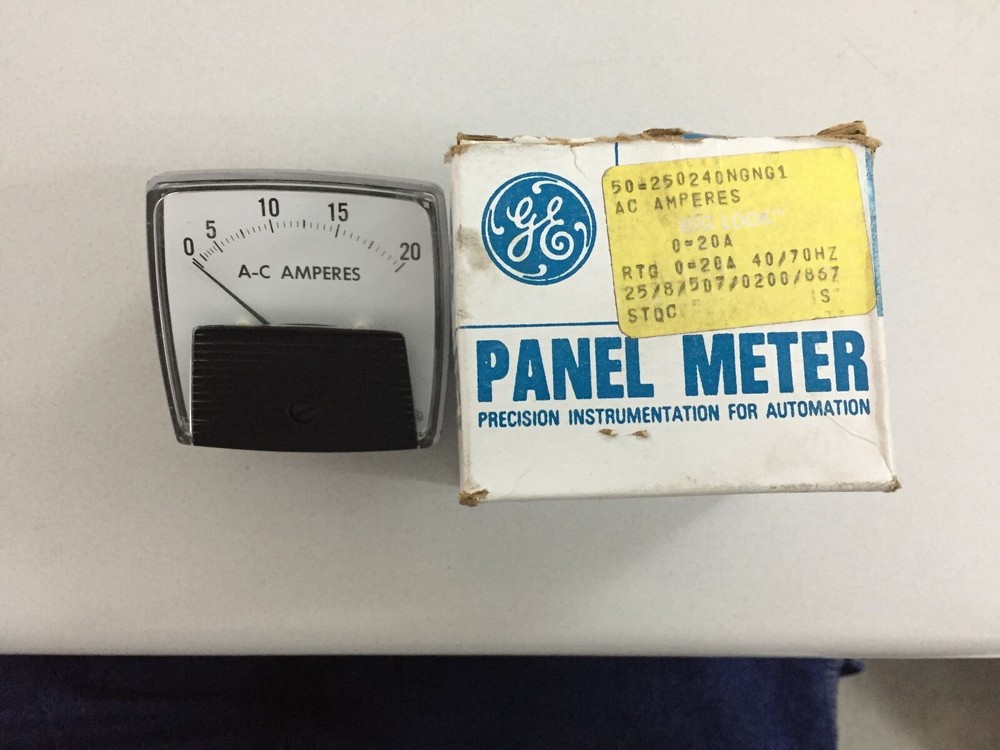 0 5 10 15 20
A-C AMPERES
GE
50=250240NGNG1
AC AMPERES
0=20A
RTG 0=20A 40/70HZ
25/8/507/0200/867
STQC
S
PANEL METER
PRECISION INSTRUMENTATION FOR AUTOMATION